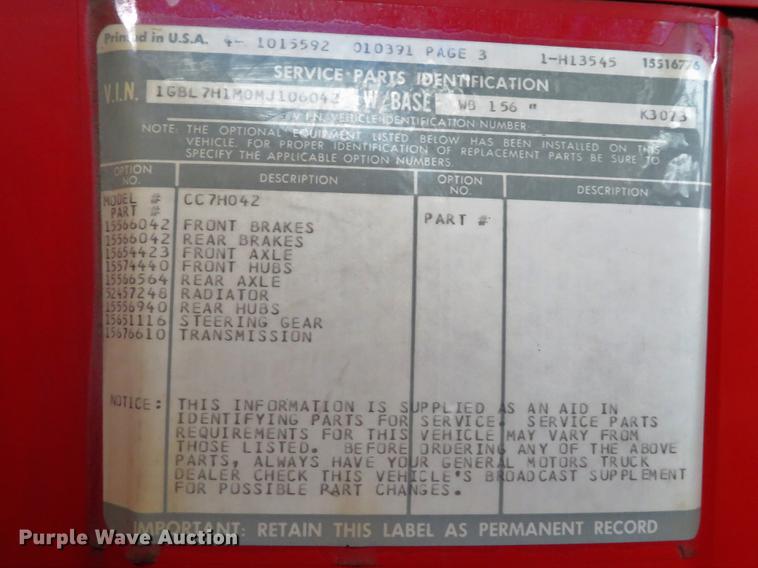 Printed in U.S.A. 4- 1015592 010391 PAGE 3 1-H13545 15516776
SERVICE PARTS IDENTIFICATION
V.I.N. 1GBL7H1M0MJ106042 W/BASE WB 156 " K3073
V.I.N. VEHICLE IDENTIFICATION NUMBER
NOTE: THE OPTIONAL EQUIPMENT LISTED BELOW HAS BEEN INSTALLED ON THIS
VEHICLE. FOR PROPER IDENTIFICATION OF REPLACEMENT PARTS BE SURE TO
SPECIFY THE APPLICABLE OPTION NUMBERS.
OPTION NO. DESCRIPTION OPTION NO. DESCRIPTION
MODEL # CC7H042
PART # PART #
15566042 FRONT BRAKES
15566042 REAR BRAKES
15654423 FRONT AXLE
15574440 FRONT HUBS
15566564 REAR AXLE
52457248 RADIATOR
15556940 REAR HUBS
15651116 STEERING GEAR
15676610 TRANSMISSION
NOTICE: THIS INFORMATION IS SUPPLIED AS AN AID IN
IDENTIFYING PARTS FOR SERVICE. SERVICE PARTS
REQUIREMENTS FOR THIS VEHICLE MAY VARY FROM
THOSE LISTED. BEFORE ORDERING ANY OF THE ABOVE
PARTS, ALWAYS HAVE YOUR GENERAL MOTORS TRUCK
DEALER CHECK THIS VEHICLE'S BROADCAST SUPPLEMENT
FOR POSSIBLE PART CHANGES.
IMPORTANT: RETAIN THIS LABEL AS PERMANENT RECORD
Purple Wave Auction